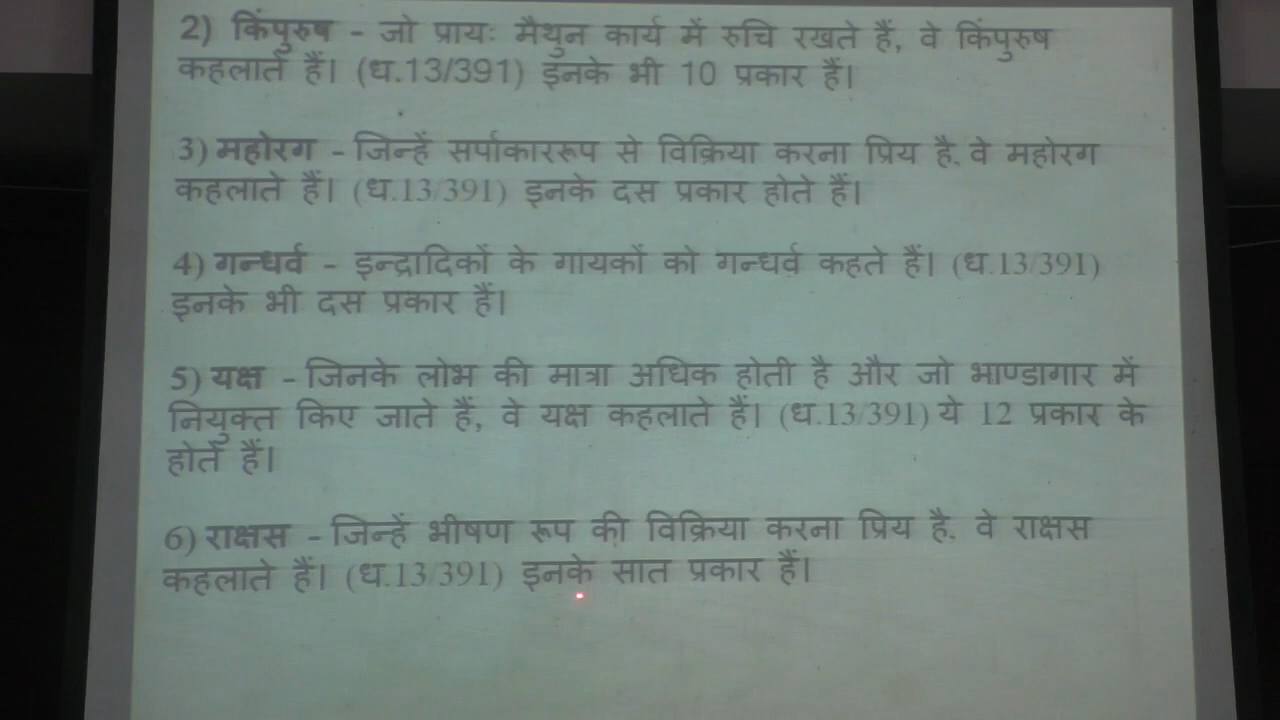 2) किंपुरुष - जो प्रायः मैथुन कार्य में रुचि रखते हैं, वे किंपुरुष
कहलाते हैं। (ध.13/391) इनके भी 10 प्रकार हैं।
3) महोरग - जिन्हें सर्पाकाररूप से विक्रिया करना प्रिय है, वे महोरग
कहलाते हैं। (ध.13/391) इनके दस प्रकार होते हैं।
4) गन्धर्व - इन्द्रादिकों के गायकों को गन्धर्व कहते हैं। (ध.13/391)
इनके भी दस प्रकार हैं।
5) यक्ष - जिनके लोभ की मात्रा अधिक होती है और जो भाण्डागार में
नियुक्त किए जाते हैं, वे यक्ष कहलाते हैं। (ध.13/391) ये 12 प्रकार के
होते हैं।
6) राक्षस - जिन्हें भीषण रूप की विक्रिया करना प्रिय है, वे राक्षस
कहलाते हैं। (ध.13/391) इनके सात प्रकार हैं।